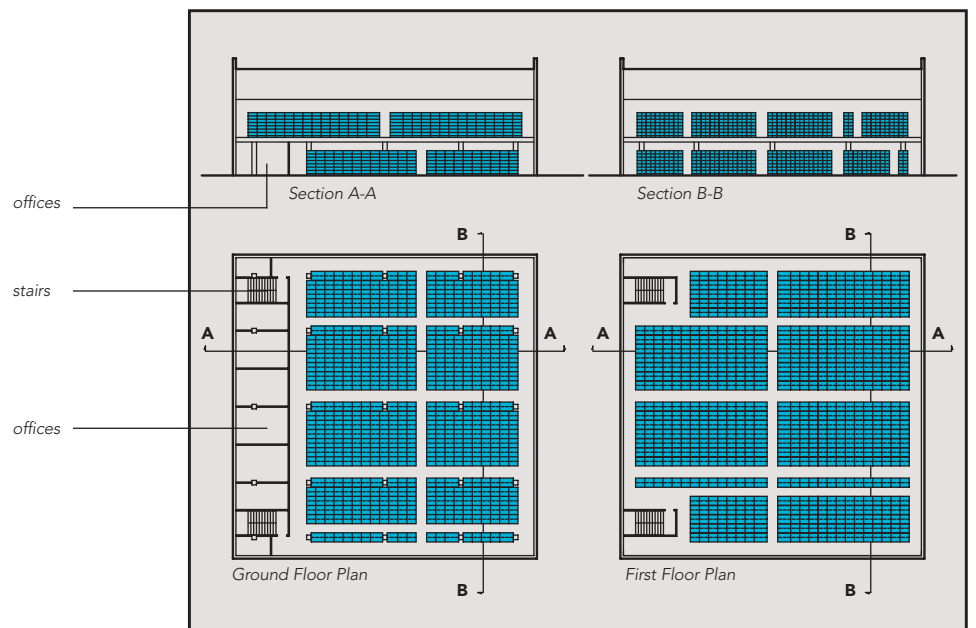 Section A-A
Section B-B
offices
B
B
stairs
A
A
A
A
offices
Ground Floor Plan
First Floor Plan
B
B